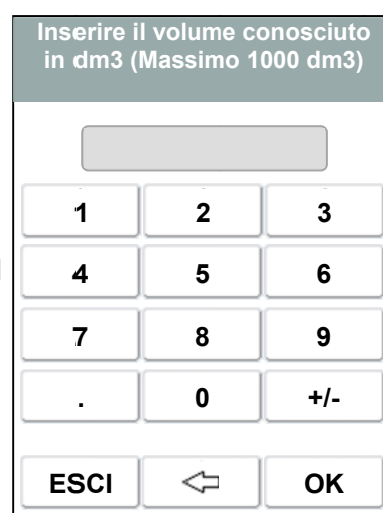 Inserire il volume conosciuto
in dm3 (Massimo 1000 dm3)
1 2 3
4 5 6
7 8 9
. 0 +/-
ESCI OK